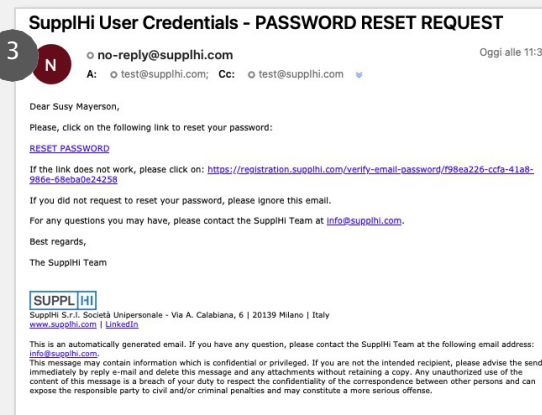 SupplHi User Credentials - PASSWORD RESET REQUEST
3
N
no-reply@supplhi.com
Oggi alle 11:3
A: test@supplhi.com; Cc: test@supplhi.com
Dear Susy Mayerson,
Please, click on the following link to reset your password:
RESET PASSWORD
If the link does not work, please click on: https://registration.supplhi.com/verify-email-password/f98ea226-ccfa-41a8-
986e-68eba0e24258
If you did not request to reset your password, please ignore this email.
For any questions you may have, please contact the SupplHi Team at info@supplhi.com.
Best regards,
The SupplHi Team
SUPPL HI
SupplHi S.r.l. Società Unipersonale - Via A. Calabiana, 6 | 20139 Milano | Italy
www.supplhi.com | LinkedIn
This is an automatically generated email. If you have any question, please contact the SupplHi Team at the following email address:
info@supplhi.com.
This message may contain information which is confidential or privileged. If you are not the intended recipient, please advise the send
immediately by reply e-mail and delete this message and any attachments without retaining a copy. Any unauthorized use of the
content of this message is a breach of your duty to respect the confidentiality of the correspondence between other persons and can
expose the responsible party to civil and/or criminal penalties and may constitute a more serious offense.